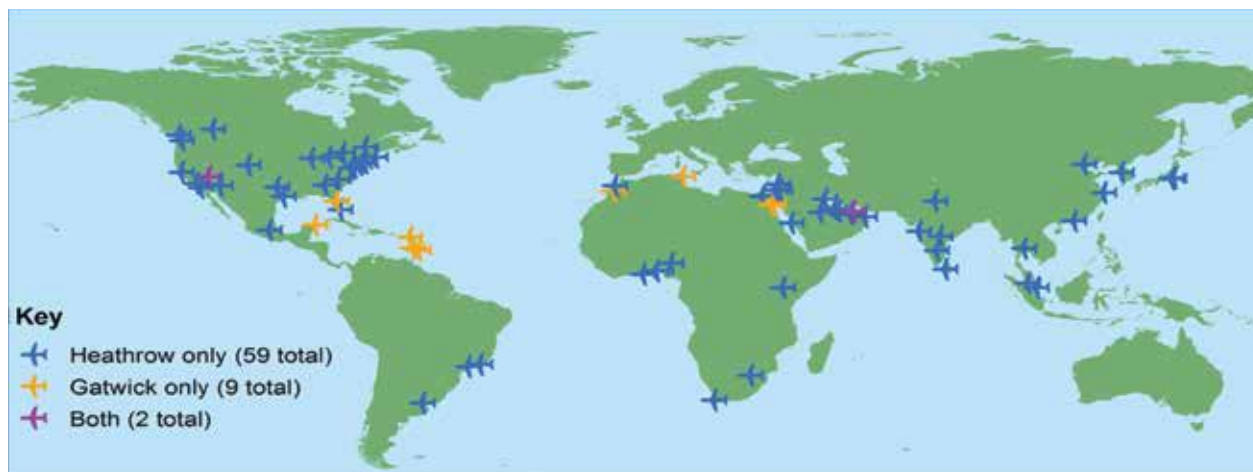 Key
Heathrow only (59 total)
Gatwick only (9 total)
Both (2 total)